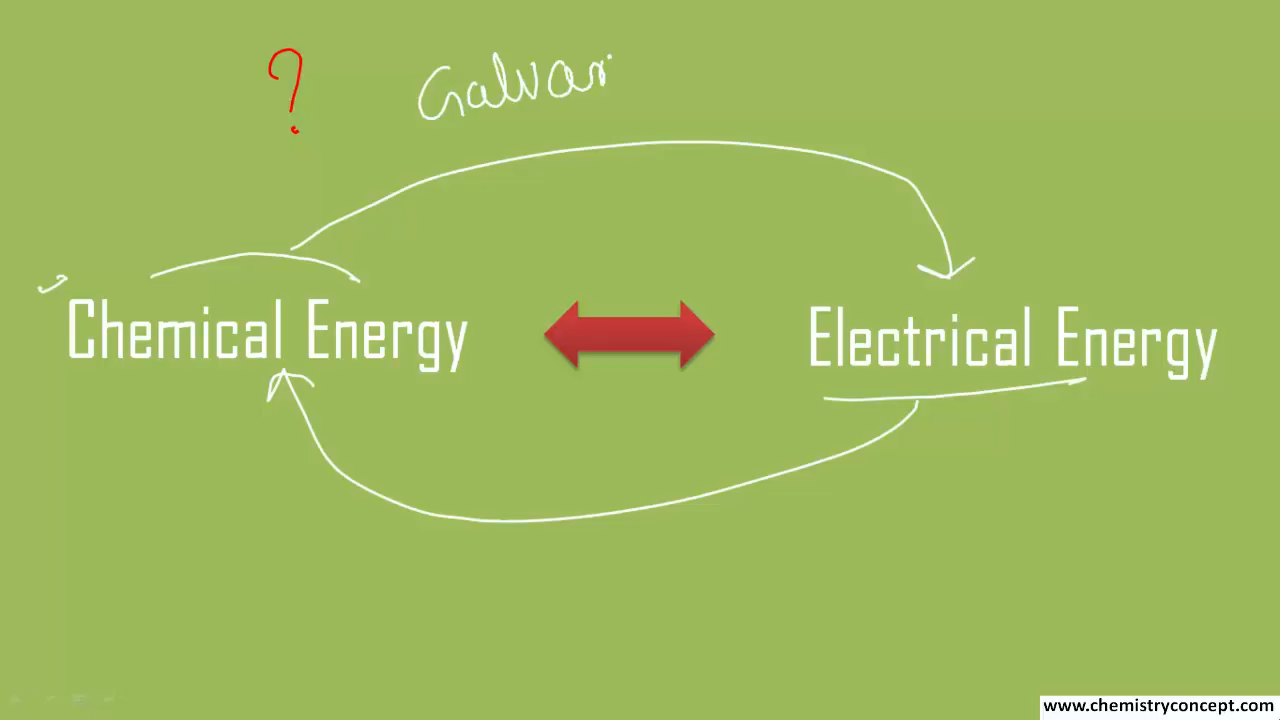 ?
Galvan
Chemical Energy
Electrical Energy
www.chemistryconcept.com